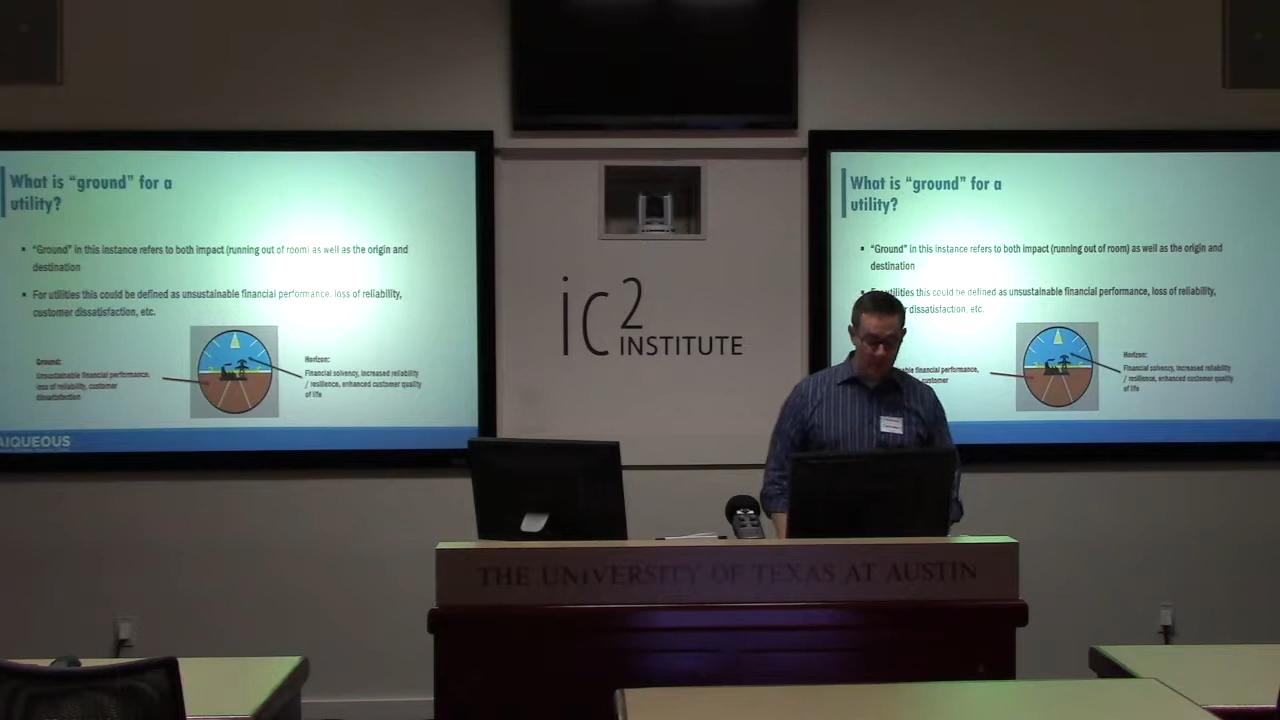 What is “ground” for a
utility?
▪ “Ground” in this instance refers to both impact (running out of room) as well as the origin and
destination
▪ For utilities this could be defined as unsustainable financial performance, loss of reliability,
customer dissatisfaction, etc.
Ground:
Unsustainable financial performance,
loss of reliability, customer
dissatisfaction
Horizon:
Financial solvency, increased reliability
/ resilience, enhanced customer quality
of life
AIQUEOUS
ic2
INSTITUTE
What is “ground” for a
utility?
▪ “Ground” in this instance refers to both impact (running out of room) as well as the origin and
destination
▪ For utilities this could be defined as unsustainable financial performance, loss of reliability,
dissatisfaction, etc.
financial performance,
customer
Horizon:
Financial solvency, increased reliability
/ resilience, enhanced customer quality
of life
THE UNIVERSITY OF TEXAS AT AUSTIN